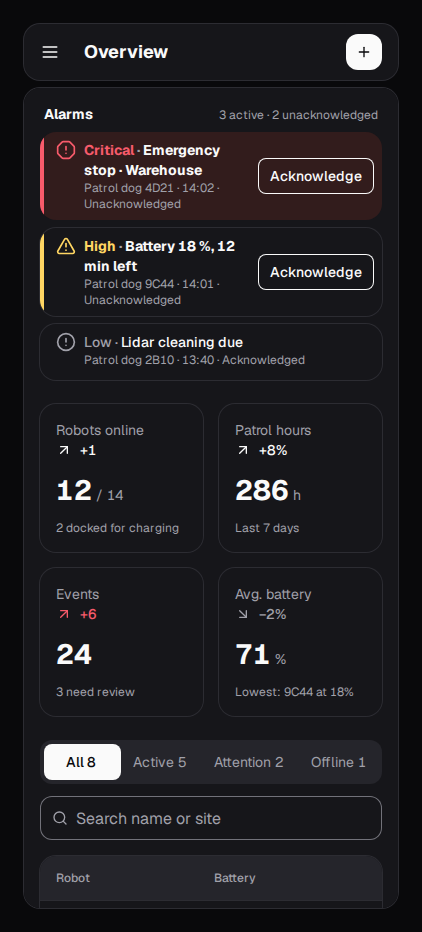 Overview
Alarms 3 active · 2 unacknowledged
Critical · Emergency
stop · Warehouse
Patrol dog 4D21 · 14:02 ·
Unacknowledged
Acknowledge
High · Battery 18 %, 12
min left
Patrol dog 9C44 · 14:01 ·
Unacknowledged
Acknowledge
Low · Lidar cleaning due
Patrol dog 2B10 · 13:40 · Acknowledged
Robots online
+1
12 / 14
2 docked for charging
Patrol hours
+8%
286 h
Last 7 days
Events
+6
24
3 need review
Avg. battery
−2%
71 %
Lowest: 9C44 at 18%
All 8 Active 5 Attention 2 Offline 1
Search name or site
Robot Battery